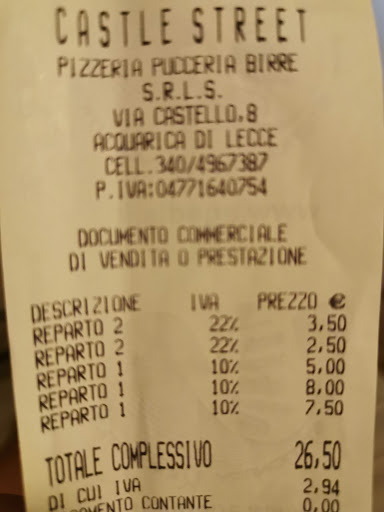 CASTLE STREET
PIZZERIA PUCCERIA BIRRE
S.R.L.S.
VIA CASTELLO,8
ACQUARICA DI LECCE
CELL.340/4967387
P.IVA:04771640754
DOCUMENTO COMMERCIALE
DI VENDITA O PRESTAZIONE
DESCRIZIONE IVA PREZZO €
REPARTO 2 22% 3,50
REPARTO 2 22% 2,50
REPARTO 1 10% 5,00
REPARTO 1 10% 8,00
REPARTO 1 10% 7,50
TOTALE COMPLESSIVO 26,50
DI CUI IVA 2,94
CONTANTE 0,00